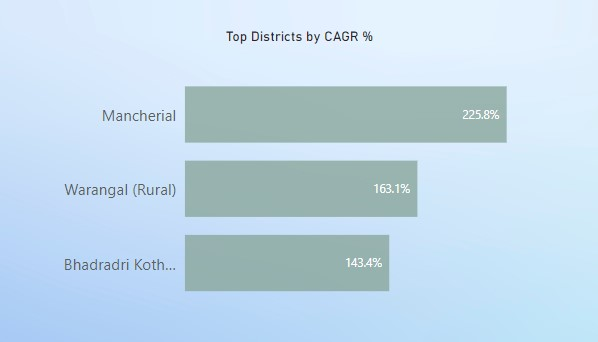 Top Districts by CAGR %
Mancherial 225.8%
Warangal (Rural) 163.1%
Bhadradri Koth... 143.4%